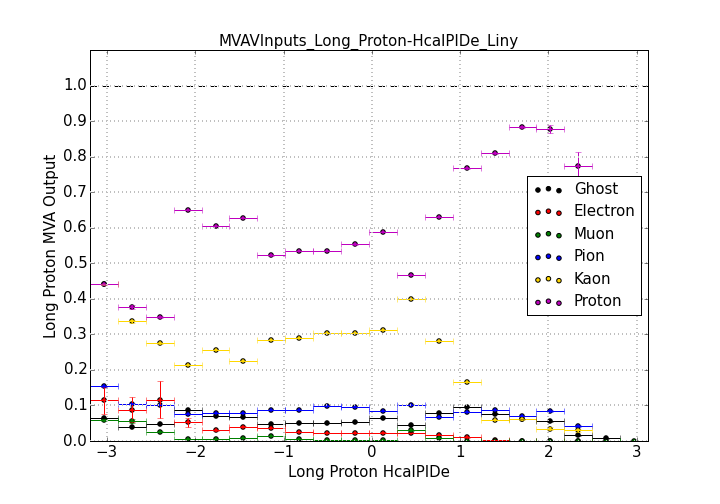 MVAVInputs_Long_Proton-HcalPIDe_Liny
Long Proton MVA Output
1.0
0.9
0.8
0.7
0.6
0.5
0.4
0.3
0.2
0.1
0.0
Ghost
Electron
Muon
Pion
Kaon
Proton
−3 −2 −1 0 1 2 3
Long Proton HcalPIDe